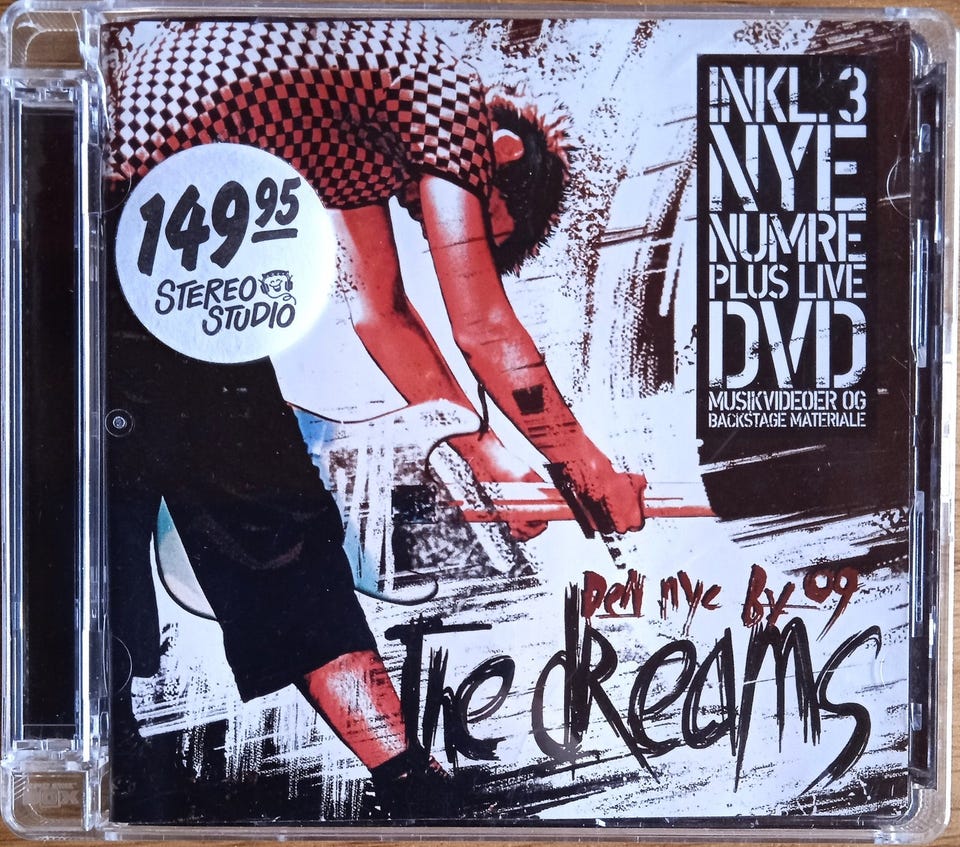 INKL. 3
NYE
NUMRE
PLUS LIVE
DVD
MUSIKVIDEOER OG
BACKSTAGE MATERIALE
149 95
STEREO
STUDIO
Den nye By 09
The dreams